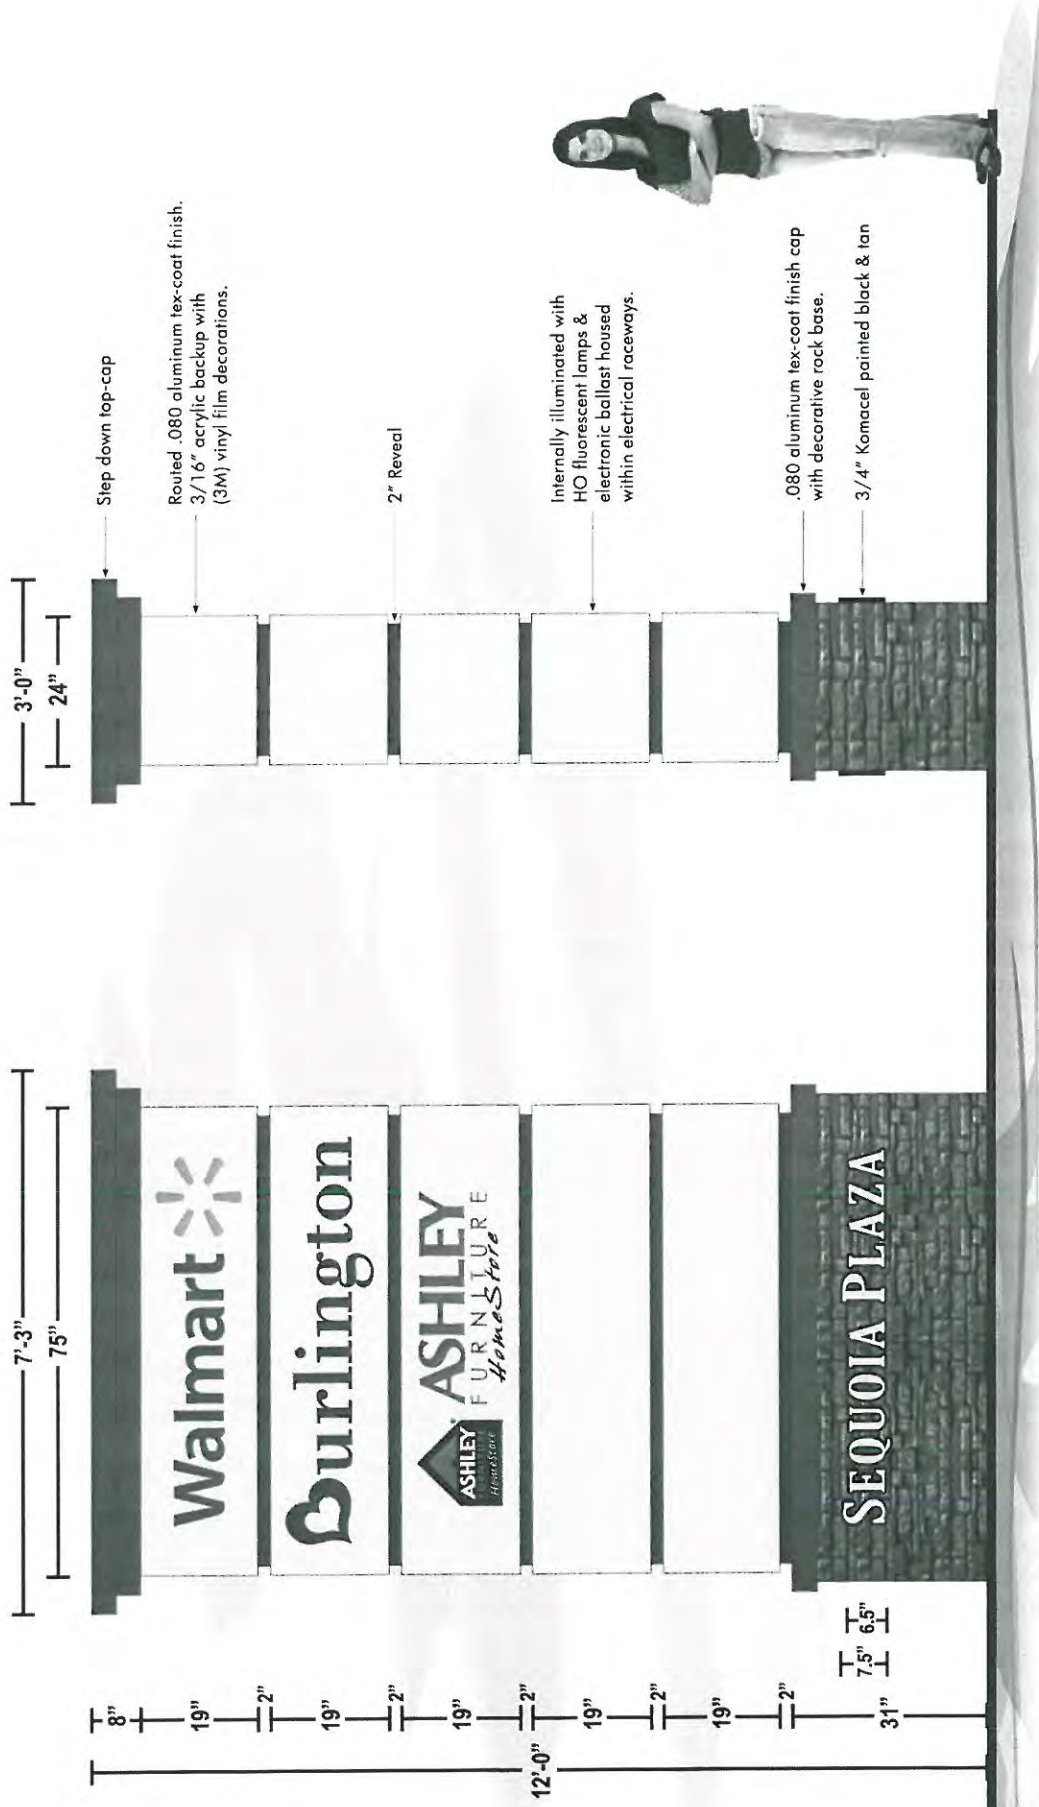 7'-3"
75"
3'-0"
24"
12'-0"
8"
19"
2"
19"
2"
19"
2"
19"
2"
19"
2"
31"
7.5"
6.5"
Walmart
Burlington
ASHLEY
HomeStore
ASHLEY
FURNITURE
HomeStore
SEQUOIA PLAZA
Step down top-cap
Routed .080 aluminum tex-coat finish.
3/16" acrylic backup with
(3M) vinyl film decorations.
2" Reveal
Internally illuminated with
HO fluorescent lamps &
electronic ballast housed
within electrical raceways.
.080 aluminum tex-coat finish cap
with decorative rock base.
3/4" Komacel painted black & tan